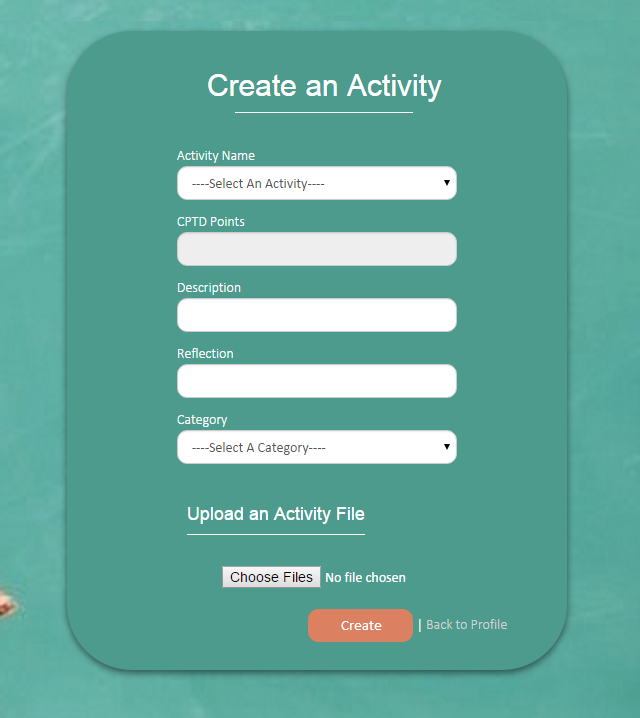 Create an Activity
Activity Name
----Select An Activity----
CPTD Points
Description
Reflection
Category
----Select A Category----
Upload an Activity File
Choose Files No file chosen
Create | Back to Profile